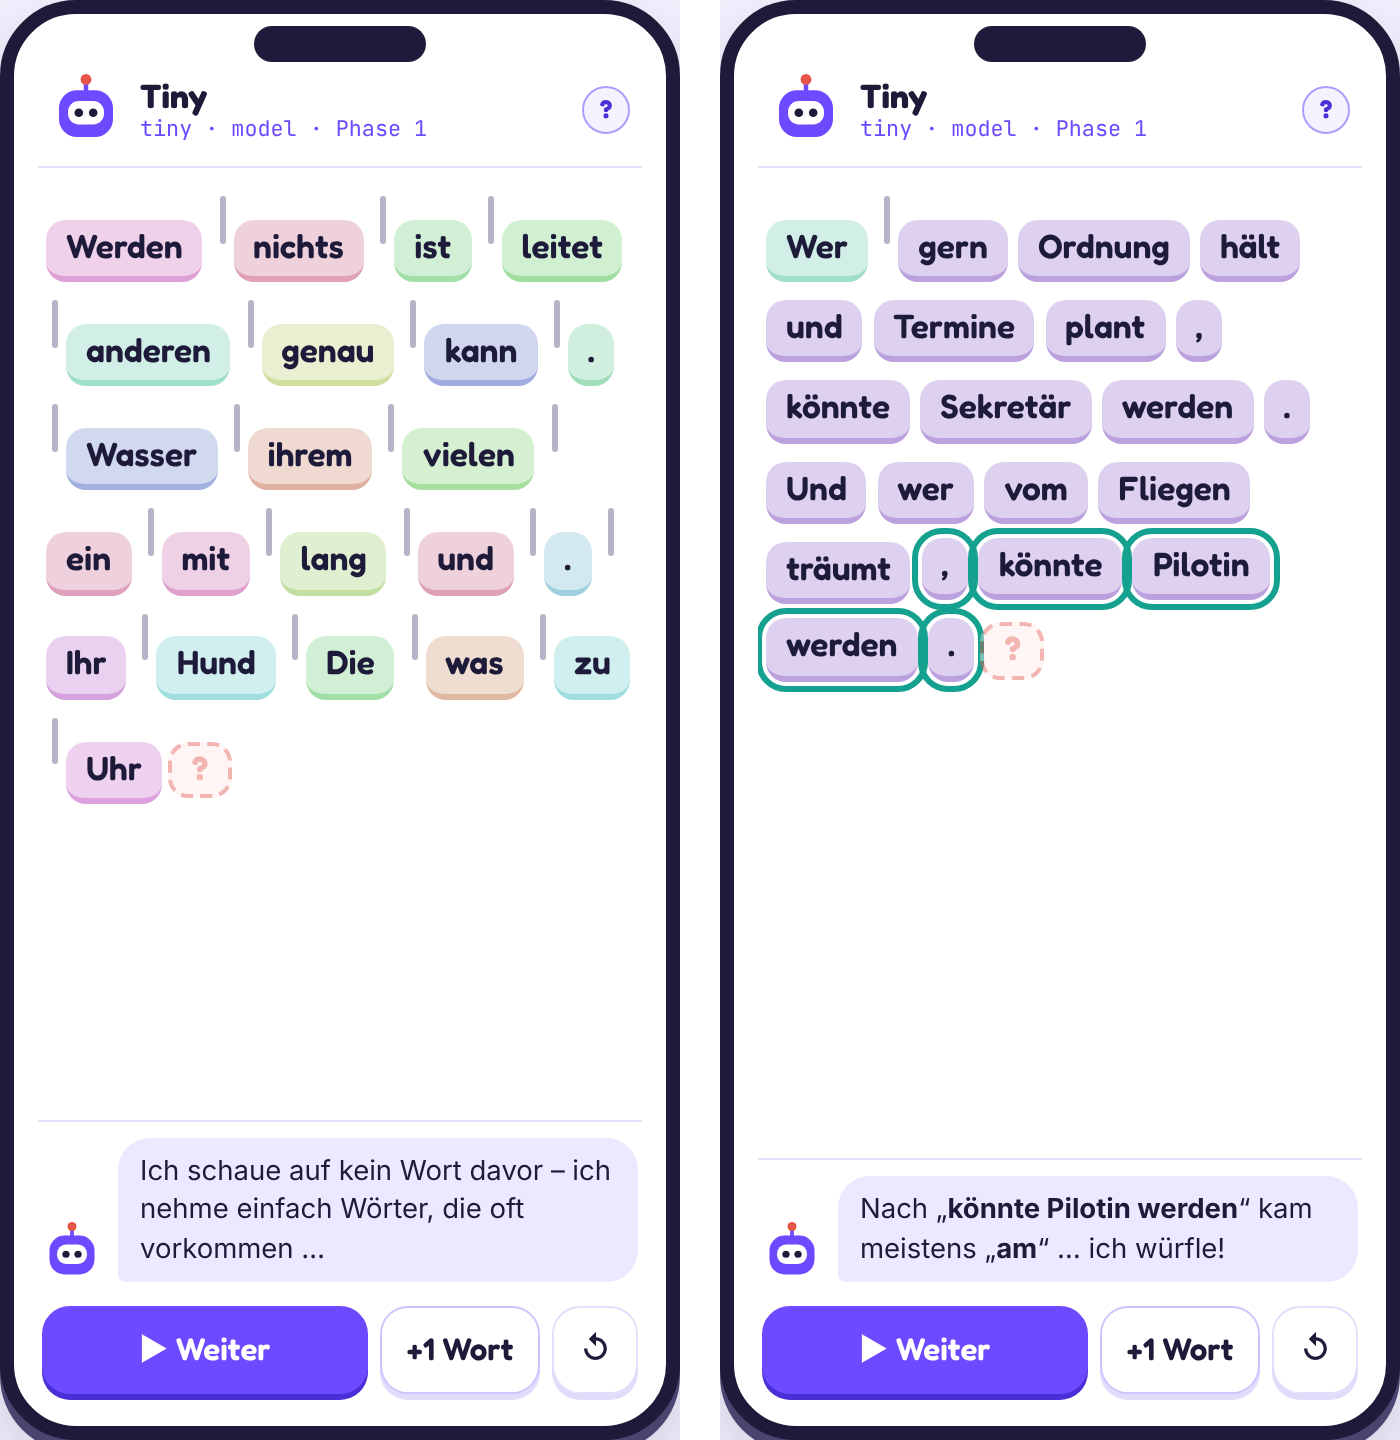 Tiny
tiny · model · Phase 1
?
Werden nichts ist leitet
anderen genau kann .
Wasser ihrem vielen
ein mit lang und .
Ihr Hund Die was zu
Uhr ?
Ich schaue auf kein Wort davor – ich
nehme einfach Wörter, die oft
vorkommen ...
▶ Weiter
+1 Wort
Tiny
tiny · model · Phase 1
?
Wer gern Ordnung hält
und Termine plant ,
könnte Sekretär werden .
Und wer vom Fliegen
träumt , könnte Pilotin
werden . ?
Nach „könnte Pilotin werden“ kam
meistens „am“ ... ich würfle!
▶ Weiter
+1 Wort